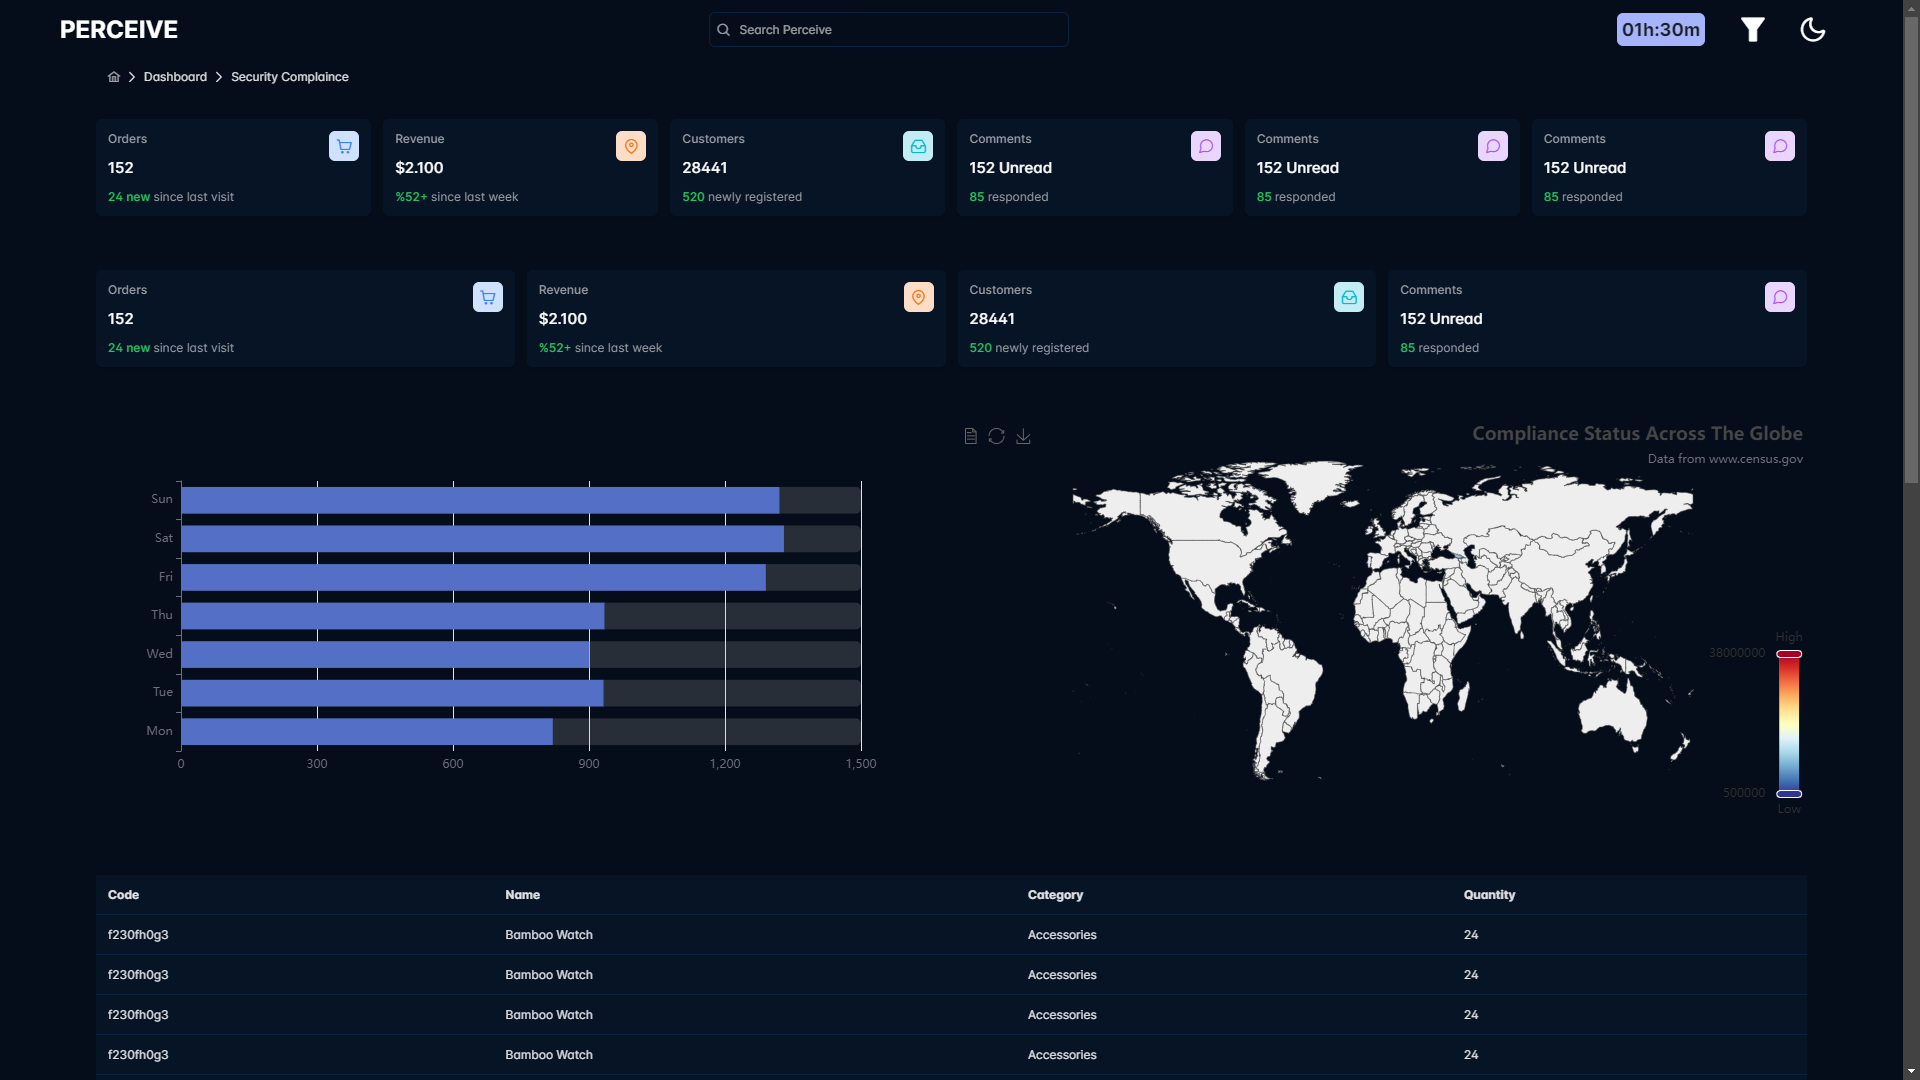 PERCEIVE
Search Perceive
01h:30m
Dashboard
Security Complaince
Orders
152
24 new since last visit
Revenue
$2.100
%52+ since last week
Customers
28441
520 newly registered
Comments
152 Unread
85 responded
Comments
152 Unread
85 responded
Comments
152 Unread
85 responded
Orders
152
24 new since last visit
Revenue
$2.100
%52+ since last week
Customers
28441
520 newly registered
Comments
152 Unread
85 responded
Sun
Sat
Fri
Thu
Wed
Tue
Mon
0 300 600 900 1,200 1,500
Compliance Status Across The Globe
Data from www.census.gov
High
38000000
500000
Low
Code Name Category Quantity
f230fh0g3 Bamboo Watch Accessories 24
f230fh0g3 Bamboo Watch Accessories 24
f230fh0g3 Bamboo Watch Accessories 24
f230fh0g3 Bamboo Watch Accessories 24